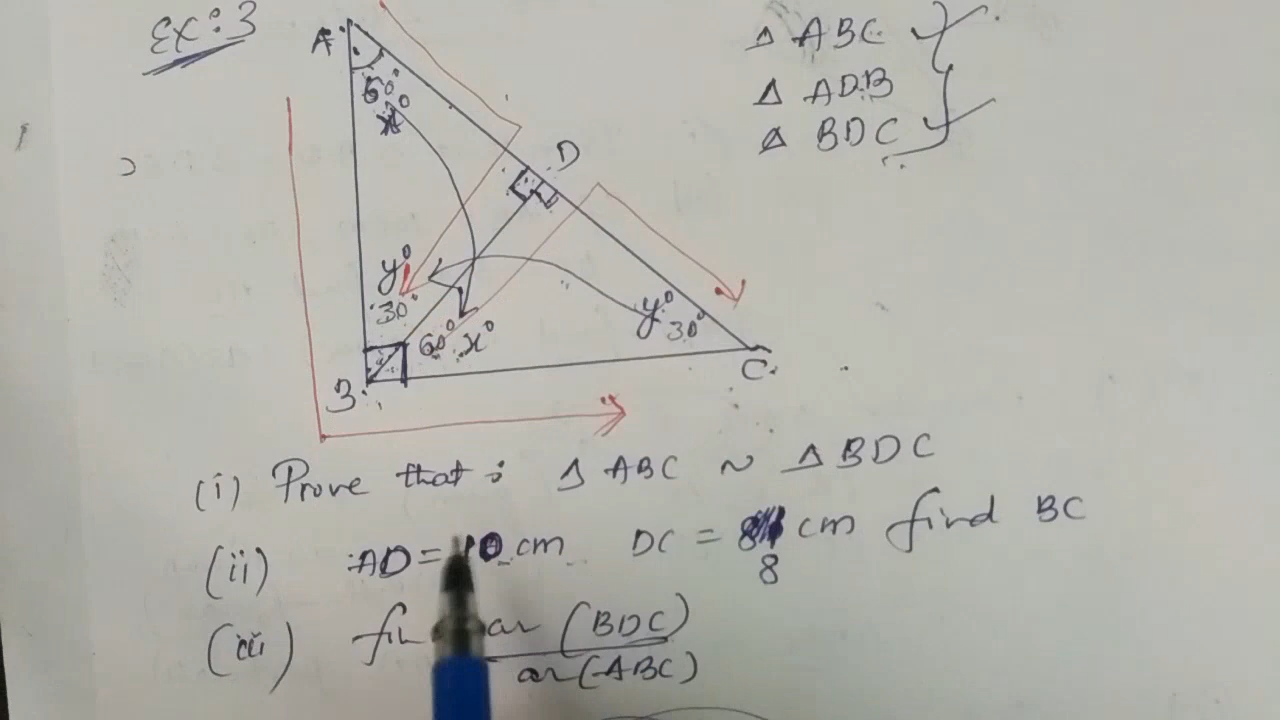 Ex: 3
Δ ABC
Δ ADB
Δ BDC
A
60°
x°
D
y°
30°
60° x°
y°
30°
B
C
(i) Prove that : Δ ABC ~ Δ BDC
(ii) AD = cm DC = 8 cm find BC
8
(iii) ar (BDC)
ar (ABC)